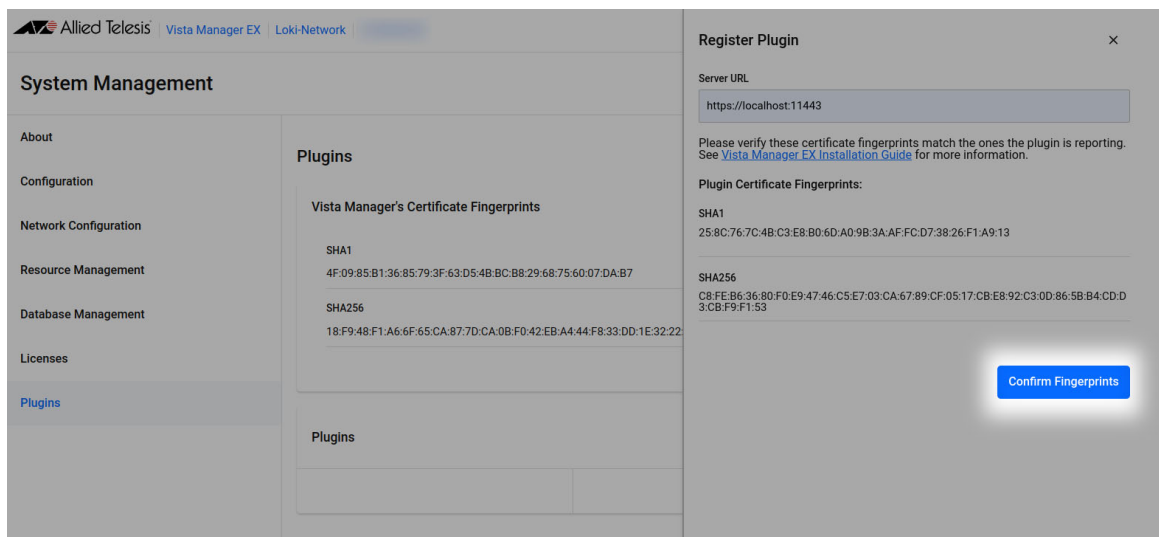 Allied Telesis Vista Manager EX Loki-Network
System Management
About
Configuration
Network Configuration
Resource Management
Database Management
Licenses
Plugins
Plugins
Vista Manager's Certificate Fingerprints
SHA1
4F:09:85:B1:36:85:79:3F:63:D5:4B:BC:B8:29:68:75:60:07:DA:B7
SHA256
18:F9:48:F1:A6:6F:65:CA:87:7D:CA:0B:F0:42:EB:A4:44:F8:33:DD:1E:32:22:
Plugins
Register Plugin
Server URL
https://localhost:11443
Please verify these certificate fingerprints match the ones the plugin is reporting.
See Vista Manager EX Installation Guide for more information.
Plugin Certificate Fingerprints:
SHA1
25:8C:76:7C:4B:C3:E8:B0:6D:A0:9B:3A:AF:FC:D7:38:26:F1:A9:13
SHA256
C8:FE:B6:36:80:F0:E9:47:46:C5:E7:03:CA:67:89:CF:05:17:CB:E8:92:C3:0D:86:5B:B4:CD:D
3:CB:F9:F1:53
Confirm Fingerprints